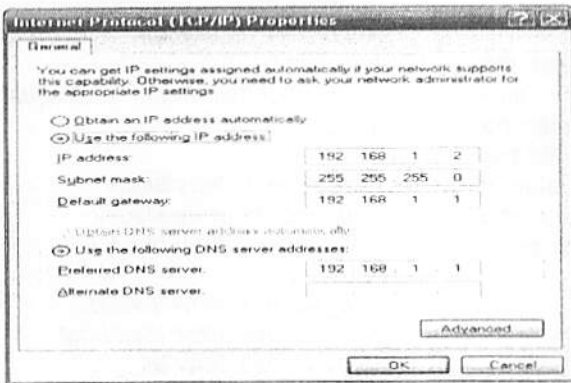 Internet Protocol (TCP/IP) Properties
General
You can get IP settings assigned automatically if your network supports
this capability. Otherwise, you need to ask your network administrator for
the appropriate IP settings
Obtain an IP address automatically
Use the following IP address:
IP address: 192 . 168 . 1 . 2
Subnet mask: 255 . 255 . 255 . 0
Default gateway: 192 . 168 . 1 . 1
Obtain DNS server address automatically
Use the following DNS server addresses:
Preferred DNS server: 192 . 168 . 1 . 1
Alternate DNS server:
Advanced...
OK
Cancel